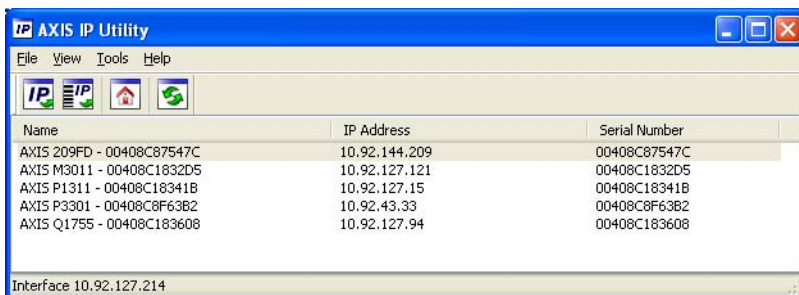 IP AXIS IP Utility
File View Tools Help
IP IP
Name IP Address Serial Number
AXIS 209FD - 00408C87547C 10.92.144.209 00408C87547C
AXIS M3011 - 00408C1832D5 10.92.127.121 00408C1832D5
AXIS P1311 - 00408C18341B 10.92.127.15 00408C18341B
AXIS P3301 - 00408C8F63B2 10.92.43.33 00408C8F63B2
AXIS Q1755 - 00408C183608 10.92.127.94 00408C183608
Interface 10.92.127.214